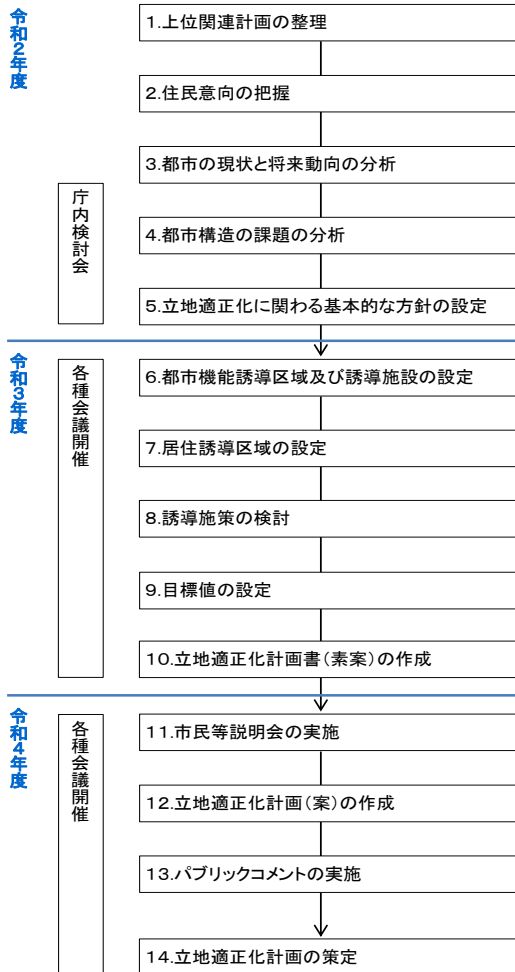 令和2年度
1.上位関連計画の整理
2.住民意向の把握
3.都市の現状と将来動向の分析
庁内検討会
4.都市構造の課題の分析
5.立地適正化に関わる基本的な方針の設定
令和3年度
各種会議開催
6.都市機能誘導区域及び誘導施設の設定
7.居住誘導区域の設定
8.誘導施策の検討
9.目標値の設定
10.立地適正化計画書(素案)の作成
令和4年度
各種会議開催
11.市民等説明会の実施
12.立地適正化計画(案)の作成
13.パブリックコメントの実施
14.立地適正化計画の策定